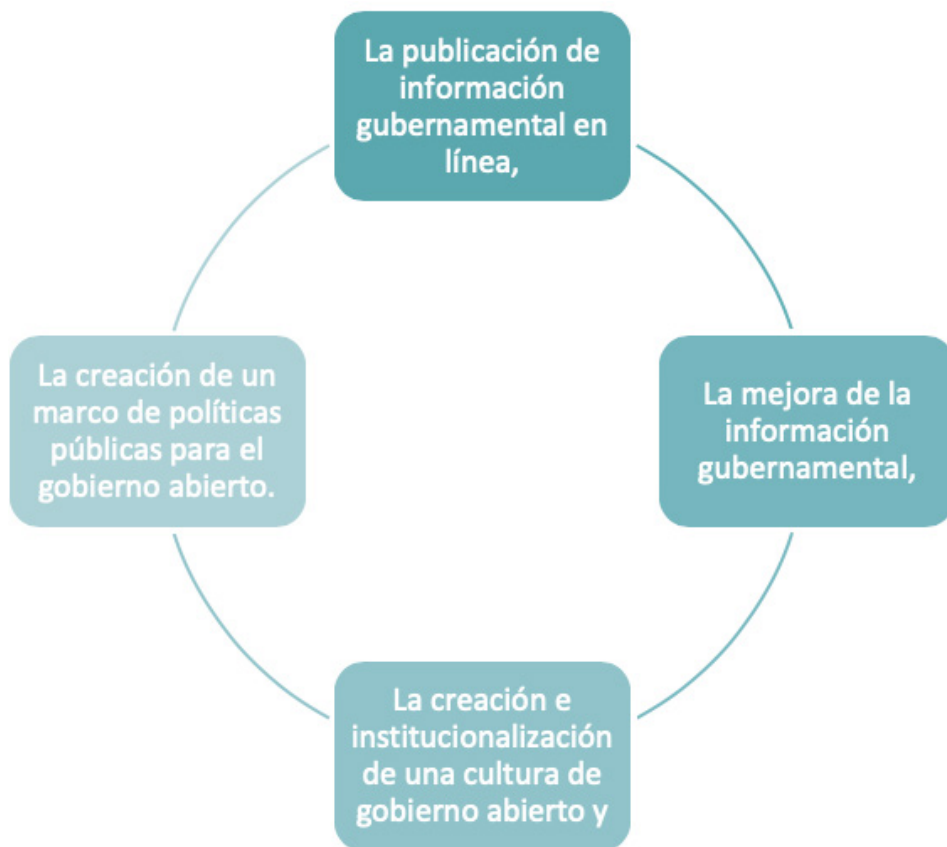 La publicación de
información
gubernamental en
línea,
La mejora de la
información
gubernamental,
La creación e
institucionalización
de una cultura de
gobierno abierto y
La creación de un
marco de políticas
públicas para el
gobierno abierto.